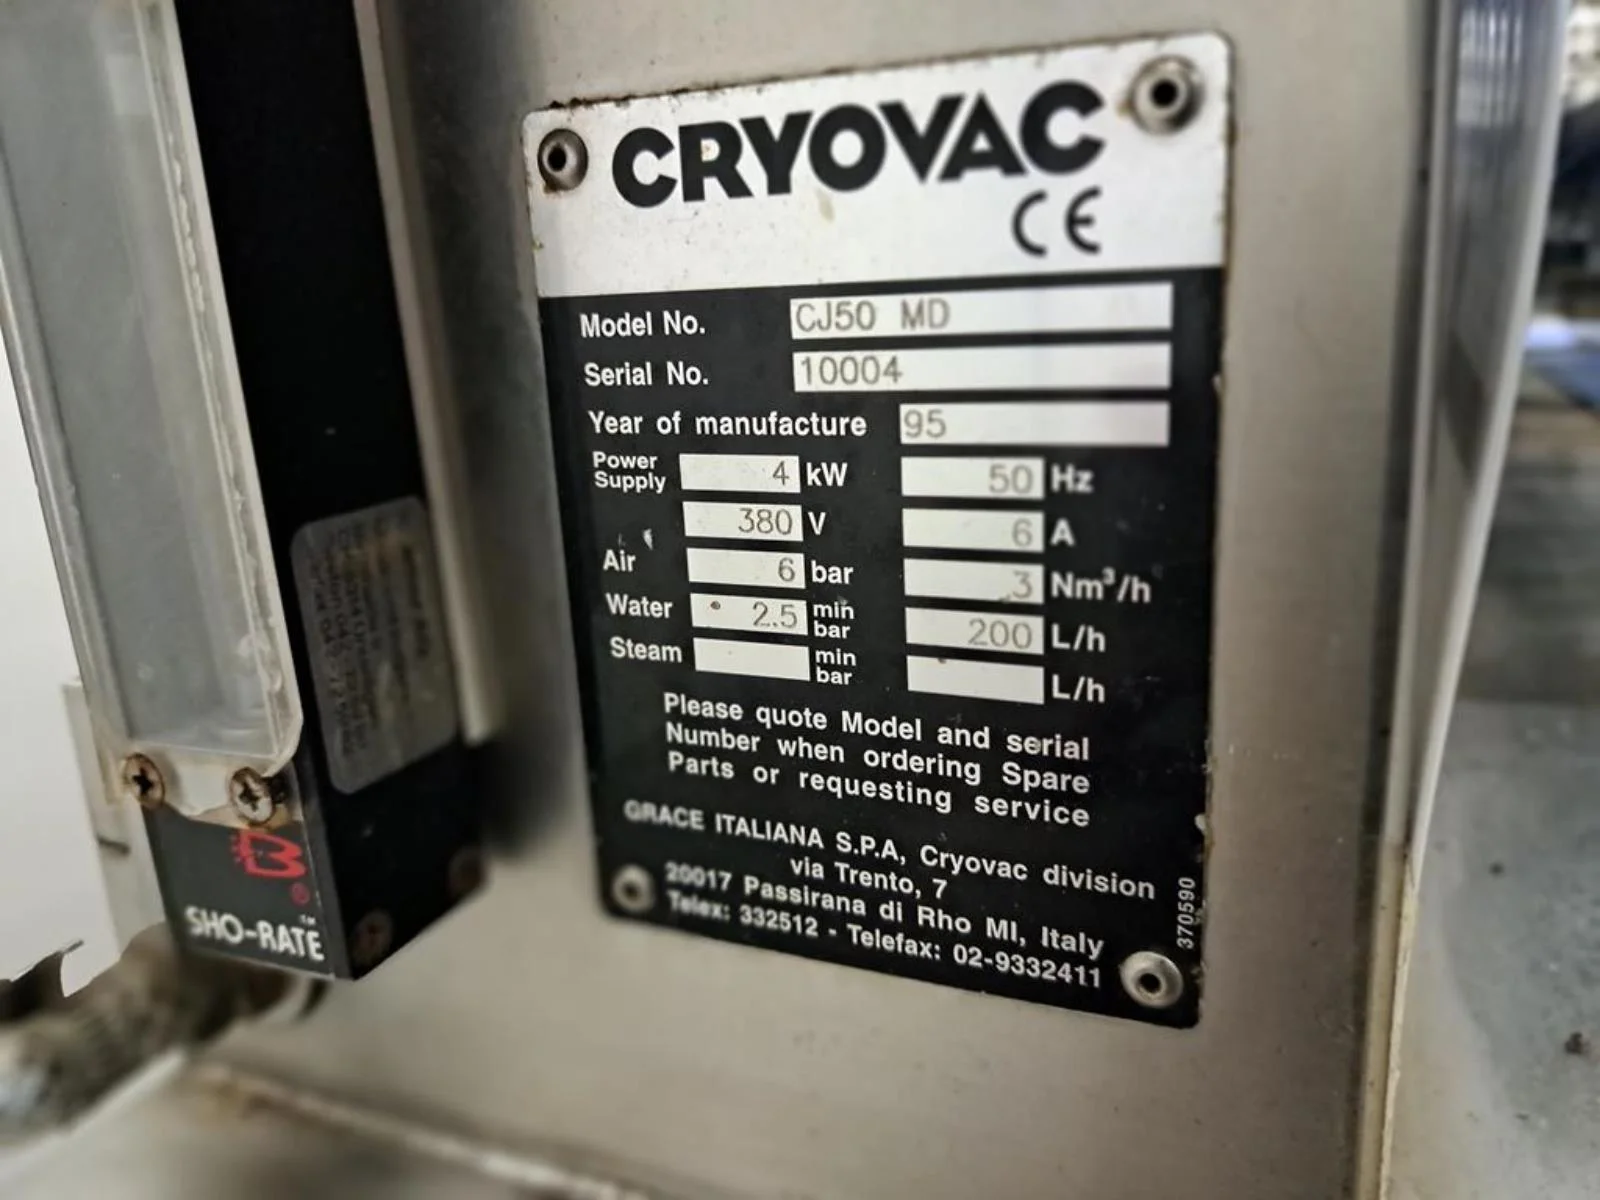 CRYOVAC
CE
Model No. CJ50 MD
Serial No. 10004
Year of manufacture 95
Power Supply 4 kW 50 Hz
380 V 6 A
Air 6 bar 3 Nm³/h
Water 2.5 min bar 200 L/h
Steam min bar L/h
Please quote Model and serial
Number when ordering Spare
Parts or requesting service
GRACE ITALIANA S.P.A, Cryovac division
via Trento, 7
20017 Passirana di Rho MI, Italy
Telex: 332512 - Telefax: 02-9332411
370590
B®
SHO-RATE™